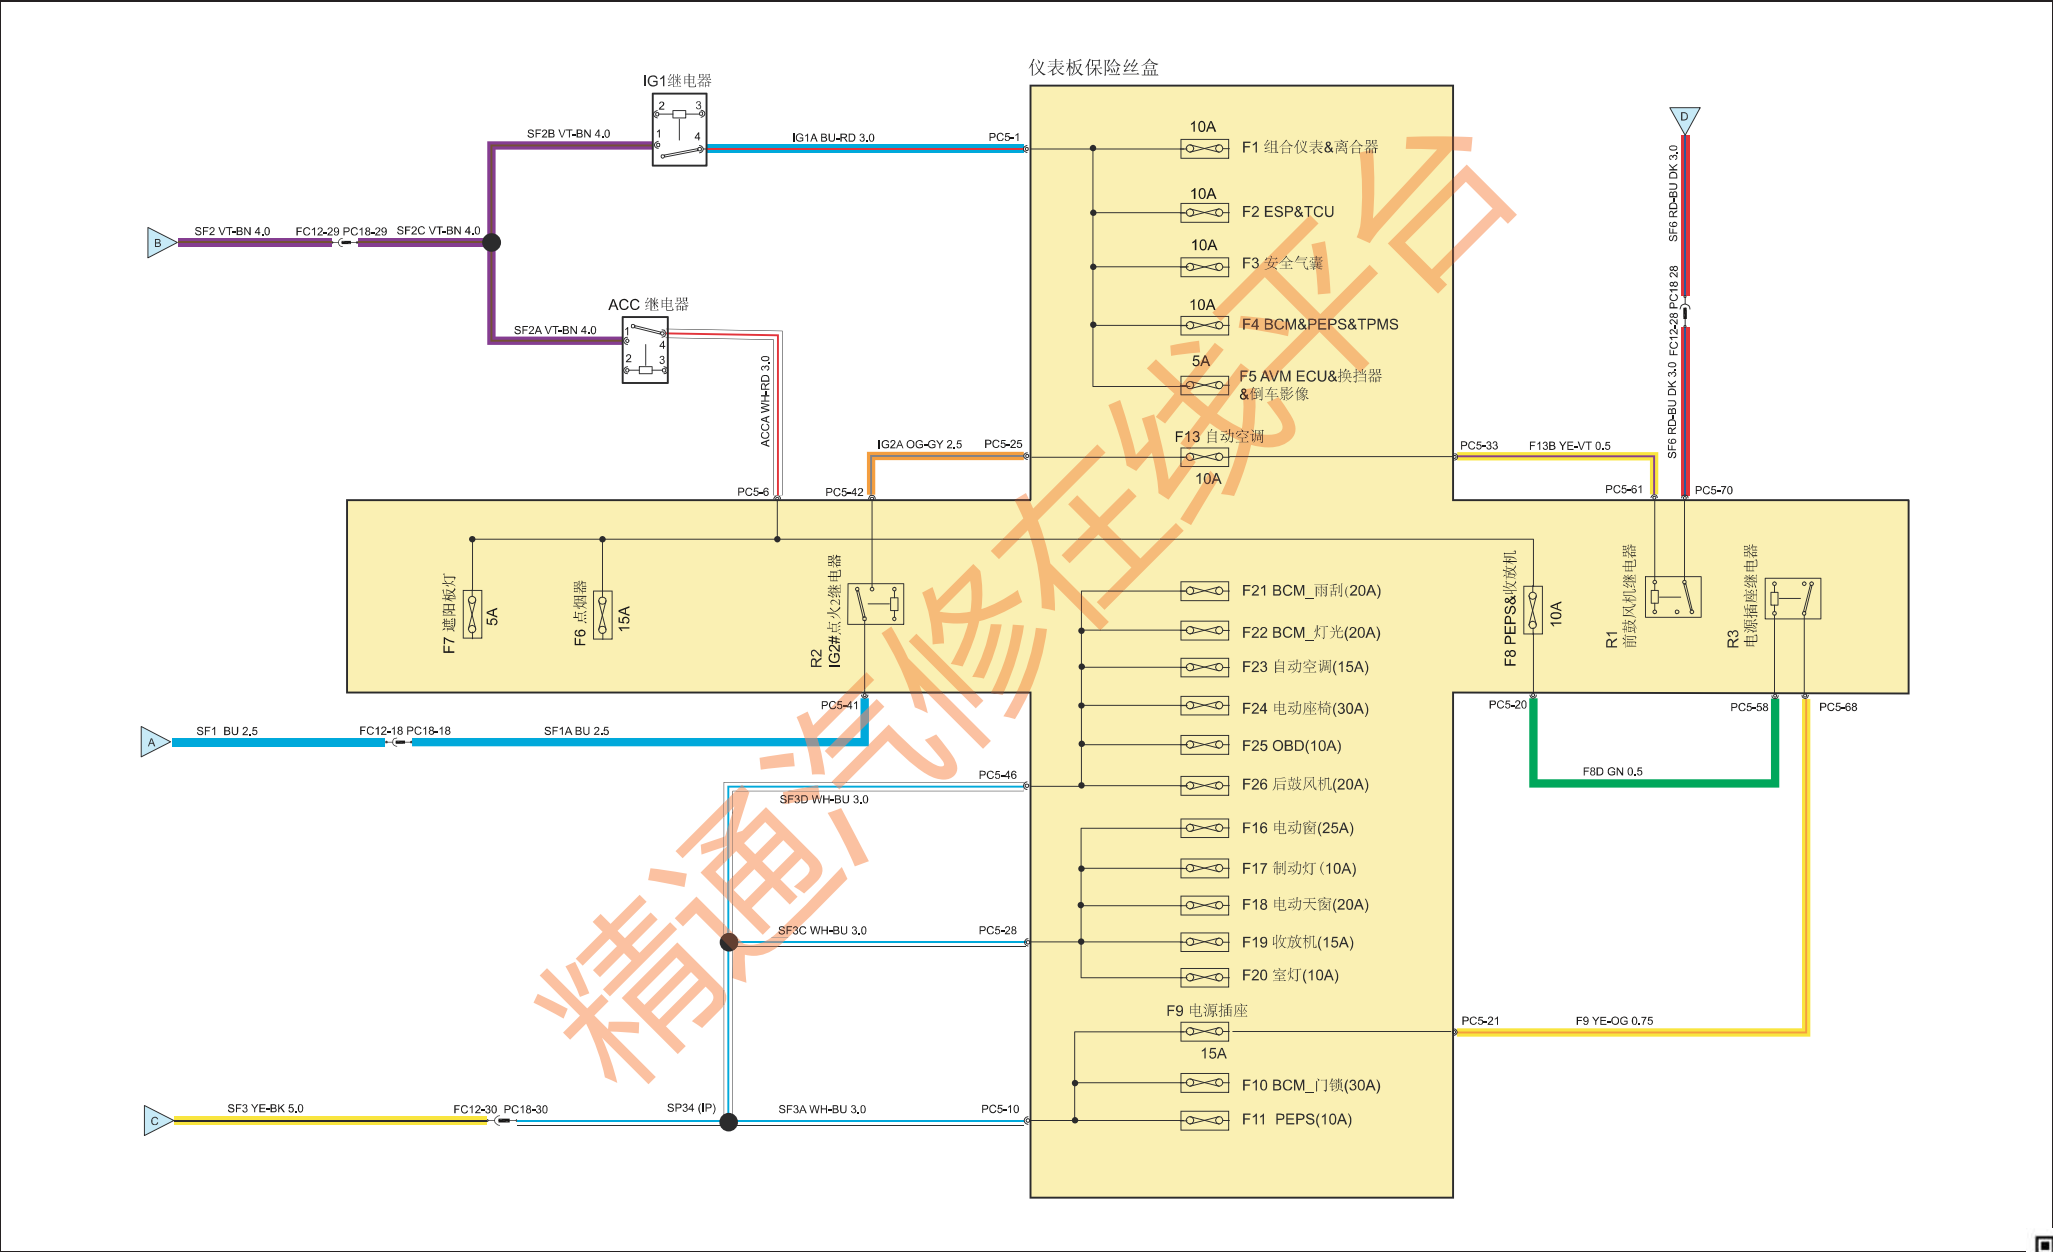 仪表板保险丝盒
IG1继电器
2 3
1 4
SF2B VT-BN 4.0
IG1A BU-RD 3.0
PC5-1
10A
F1 组合仪表&离合器
D
SF6 RD-BU DK 3.0
10A
F2 ESP&TCU
B
SF2 VT-BN 4.0
FC12-29 PC18-29
SF2C VT-BN 4.0
10A
F3 安全气囊
FC12-28 PC18 28
ACC 继电器
1 4
2 3
SF2A VT-BN 4.0
10A
F4 BCM&PEPS&TPMS
ACCA WH-RD 3.0
5A
F5 AVM ECU&换挡器
&倒车影像
SF6 RD-BU DK 3.0
IG2A OG-GY 2.5
PC5-25
F13 自动空调
10A
PC5-33
F13B YE-VT 0.5
PC5-6
PC5-42
PC5-61
PC5-70
F7 遮阳板灯
5A
F6 点烟器
15A
R2
IG2#点火2继电器
F8 PEPS&收放机
10A
R1
前鼓风机继电器
R3
电源插座继电器
F21 BCM_雨刮(20A)
F22 BCM_灯光(20A)
F23 自动空调(15A)
F24 电动座椅(30A)
F25 OBD(10A)
F26 后鼓风机(20A)
PC5-41
PC5-20
PC5-58
PC5-68
A
SF1 BU 2.5
FC12-18 PC18-18
SF1A BU 2.5
F8D GN 0.5
PC5-46
SF3D WH-BU 3.0
F16 电动窗(25A)
F17 制动灯(10A)
F18 电动天窗(20A)
F19 收放机(15A)
F20 室灯(10A)
SF3C WH-BU 3.0
PC5-28
F9 电源插座
15A
PC5-21
F9 YE-OG 0.75
F10 BCM_门锁(30A)
F11 PEPS(10A)
C
SF3 YE-BK 5.0
FC12-30 PC18-30
SP34 (IP)
SF3A WH-BU 3.0
PC5-10
精通汽修在线平台